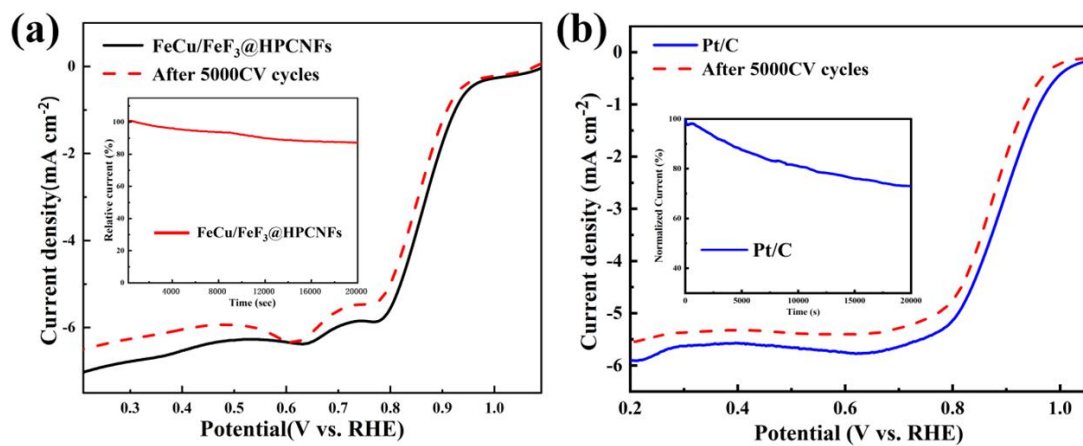 (a)
FeCu/FeF₃@HPCNFs
After 5000CV cycles
Current density(mA cm⁻²)
0
-2
-4
-6
Relative current (%)
100
80
60
40
20
0
FeCu/FeF₃@HPCNFs
4000 8000 12000 16000 20000
Time (sec)
0.3 0.4 0.5 0.6 0.7 0.8 0.9 1.0
Potential(V vs. RHE)
(b)
Pt/C
After 5000CV cycles
Current density (mA cm⁻²)
0
-1
-2
-3
-4
-5
-6
Normalized Current (%)
100
80
60
40
Pt/C
0 5000 10000 15000 20000
Time (s)
0.2 0.4 0.6 0.8 1.0
Potential (V vs. RHE)